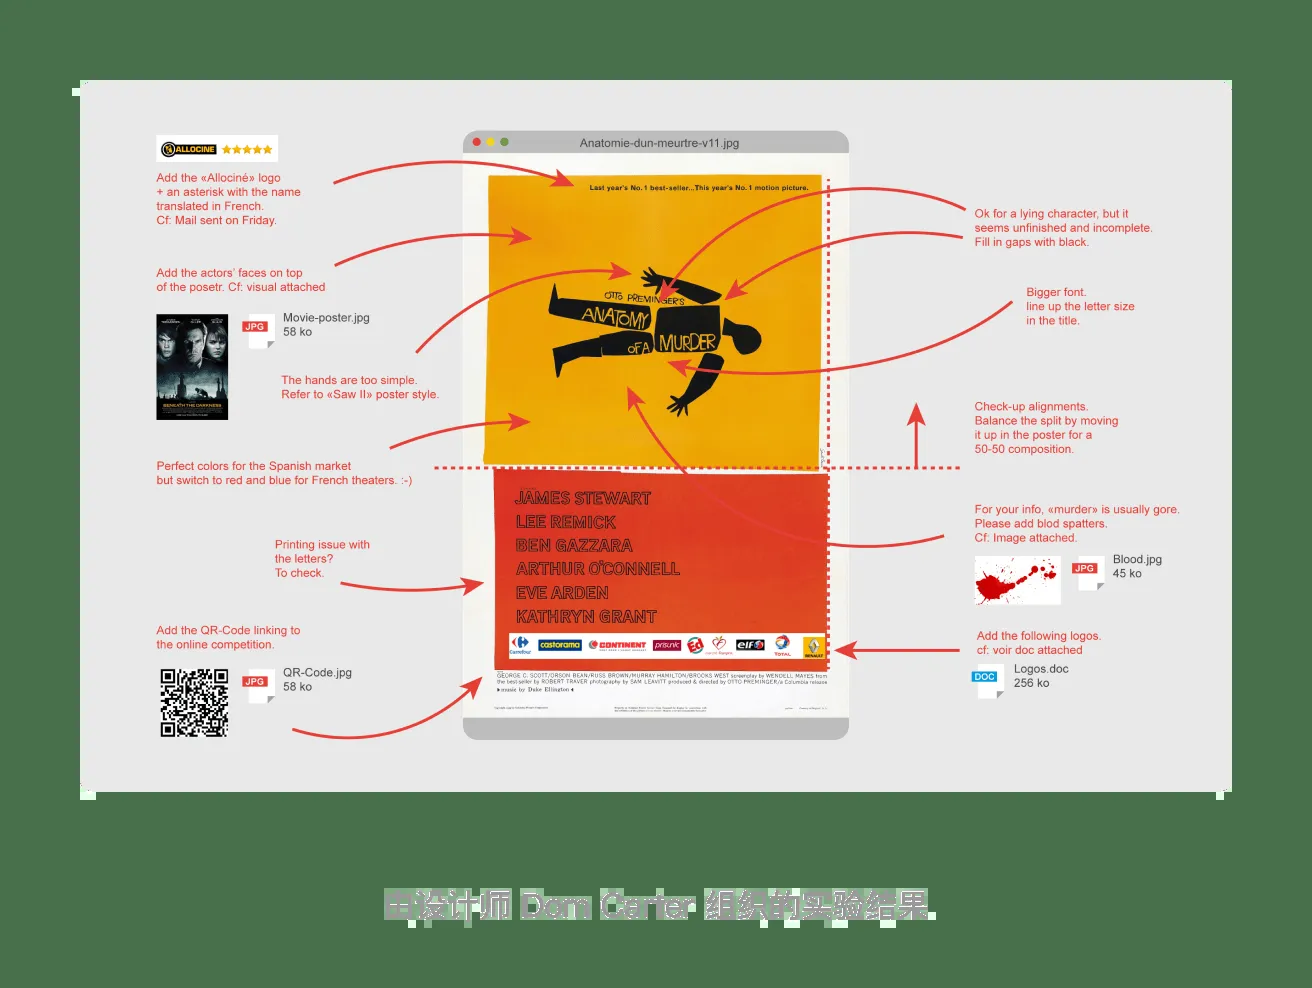 Anatomie-dun-meurtre-v11.jpg
ALLOCINE
Add the «Allociné» logo
+ an asterisk with the name
translated in French.
Cf: Mail sent on Friday.
Add the actors' faces on top
of the posetr. Cf: visual attached
JPG
Movie-poster.jpg
58 ko
BENEATH THE DARKNESS
The hands are too simple.
Refer to «Saw II» poster style.
Perfect colors for the Spanish market
but switch to red and blue for French theaters. :-)
Printing issue with
the letters?
To check.
Add the QR-Code linking to
the online competition.
JPG
QR-Code.jpg
58 ko
Last year's No. 1 best-seller...This year's No. 1 motion picture.
OTTO PREMINGER'S
ANATOMY
OF A MURDER
JAMES STEWART
LEE REMICK
BEN GAZZARA
ARTHUR O'CONNELL
EVE ARDEN
KATHRYN GRANT
Carrefour castorama CONTINENT prisunic Ed elf TOTAL RENAULT
GEORGE C. SCOTT/ORSON BEAN/RUSS BROWN/MURRAY HAMILTON/BROOKS WEST screenplay by WENDELL MAYES from
the best-seller by ROBERT TRAVER photography by SAM LEAVITT produced & directed by OTTO PREMINGER/a Columbia release
music by Duke Ellington
Ok for a lying character, but it
seems unfinished and incomplete.
Fill in gaps with black.
Bigger font.
line up the letter size
in the title.
Check-up alignments.
Balance the split by moving
it up in the poster for a
50-50 composition.
For your info, «murder» is usually gore.
Please add blod spatters.
Cf: Image attached.
JPG
Blood.jpg
45 ko
Add the following logos.
cf: voir doc attached
DOC
Logos.doc
256 ko
由设计师 Dom Carter 组织的实验结果